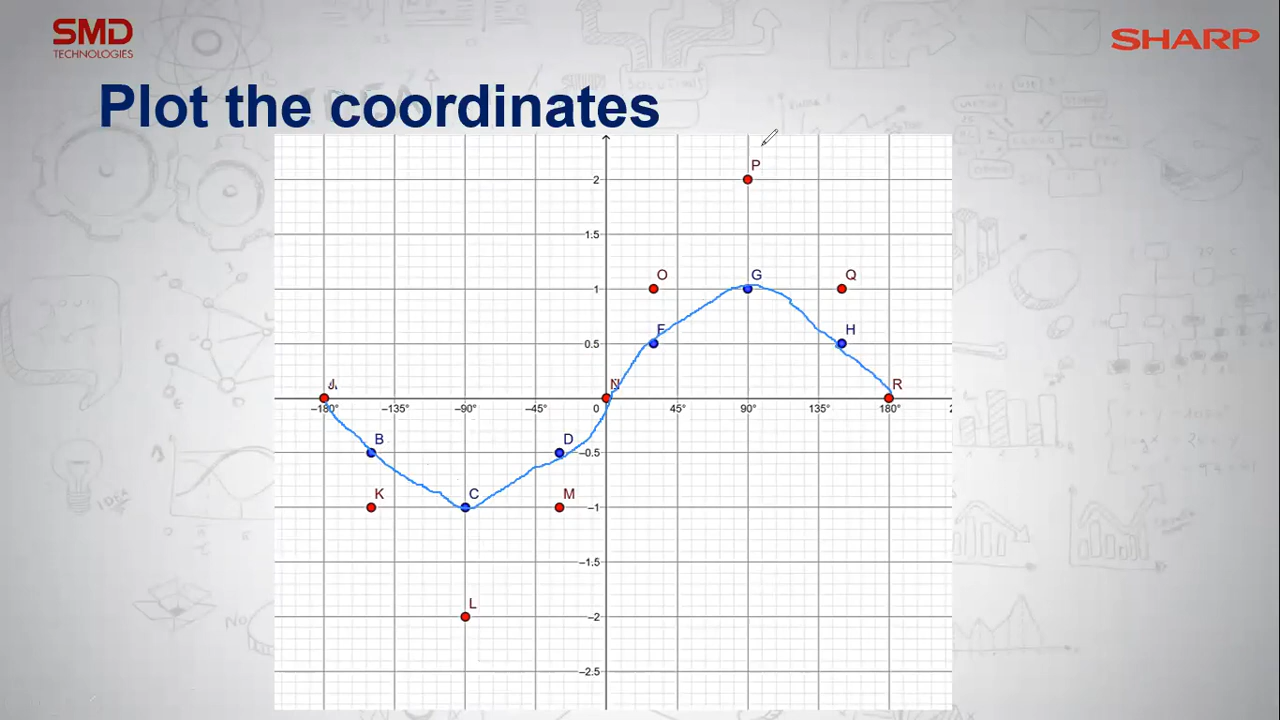 SMD
TECHNOLOGIES
SHARP
Plot the coordinates
P
2
1.5
O
G
Q
1
F
H
0.5
J
N
R
−180°
−135°
−90°
−45°
0
45°
90°
135°
180°
B
D
−0.5
K
C
M
−1
−1.5
L
−2
−2.5